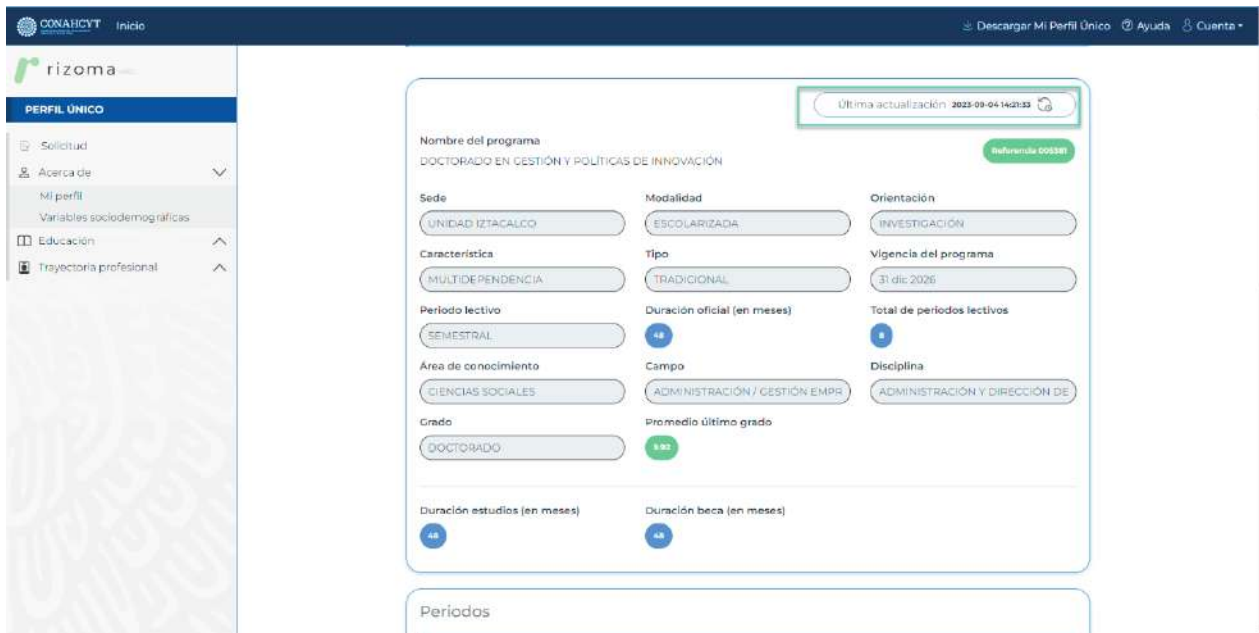 CONAHCYT Inicio
Descargar Mi Perfil Único Ayuda Cuenta
rizoma
PERFIL ÚNICO
Solicitud
Acerca de
Mi perfil
Variables sociodemográficas
Educación
Trayectoria profesional
Última actualización 2023-09-04 14:21:33
Nombre del programa
DOCTORADO EN GESTIÓN Y POLÍTICAS DE INNOVACIÓN
Referencia 005381
Sede Modalidad Orientación
UNIDAD IZTACALCO ESCOLARIZADA INVESTIGACIÓN
Característica Tipo Vigencia del programa
MULTIDEPENDENCIA TRADICIONAL 31 dic 2026
Periodo lectivo Duración oficial (en meses) Total de periodos lectivos
SEMESTRAL 48 8
Área de conocimiento Campo Disciplina
CIENCIAS SOCIALES ADMINISTRACIÓN / GESTIÓN EMPR ADMINISTRACIÓN Y DIRECCIÓN DE
Grado Promedio último grado
DOCTORADO
Duración estudios (en meses) Duración beca (en meses)
48 48
Periodos